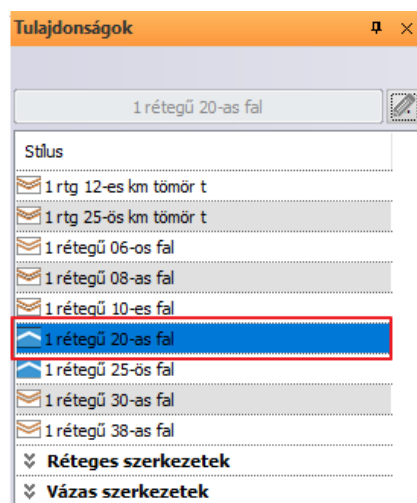 Tulajdonságok
1 rétegű 20-as fal
Stílus
1 rtg 12-es km tömör t
1 rtg 25-ös km tömör t
1 rétegű 06-os fal
1 rétegű 08-as fal
1 rétegű 10-es fal
1 rétegű 20-as fal
1 rétegű 25-ös fal
1 rétegű 30-as fal
1 rétegű 38-as fal
Réteges szerkezetek
Vázas szerkezetek